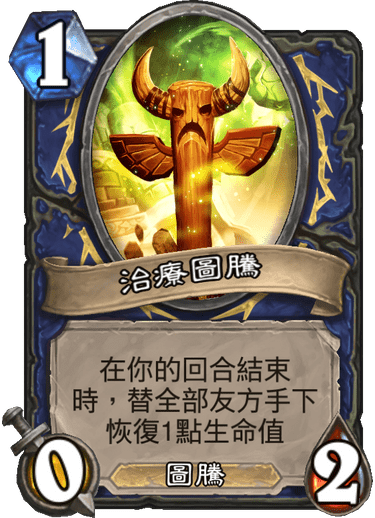 1
治療圖騰
在你的回合結束
時，替全部友方手下
恢復1點生命值
0
圖騰
2